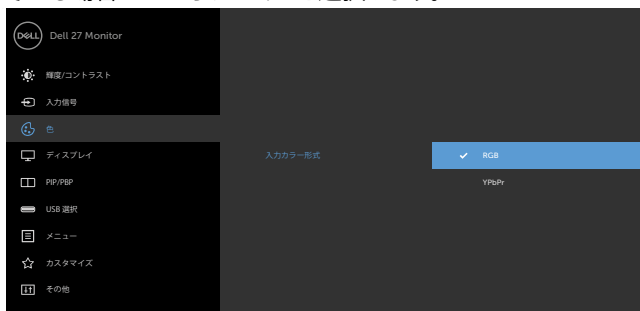 DELL
Dell 27 Monitor
輝度/コントラスト
入力信号
色
ディスプレイ
入力カラー形式
RGB
PIP/PBP
YPbPr
USB 選択
メニュー
カスタマイズ
その他